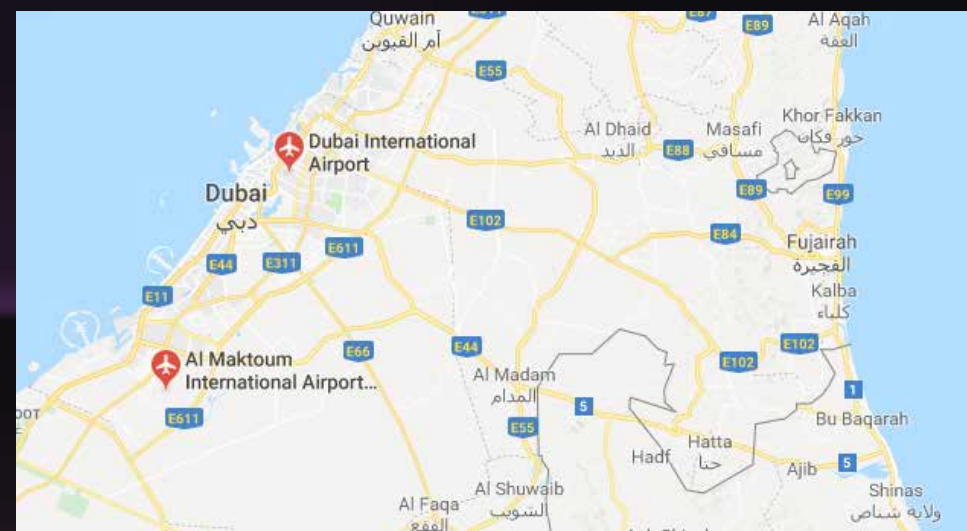 Quwain
أم القيوين
E311
E87
E89
Al Aqah
العقة
E55
Khor Fakkan
خور فكان
Al Dhaid
الذيد
Masafi
مسافي
E88
Dubai International
Airport
E89
E99
Dubai
دبي
E102
E84
E611
Fujairah
الفجيرة
E44
E311
Kalba
كلباء
E11
E102
E66
E44
E102
Al Maktoum
International Airport...
Al Madam
المدام
1
5
E611
Bu Baqarah
E55
Hatta
حتا
Hadf
Ajib
5
Al Shuwaib
الشويب
Shinas
ولاية شناص
Al Faqa
الفقع